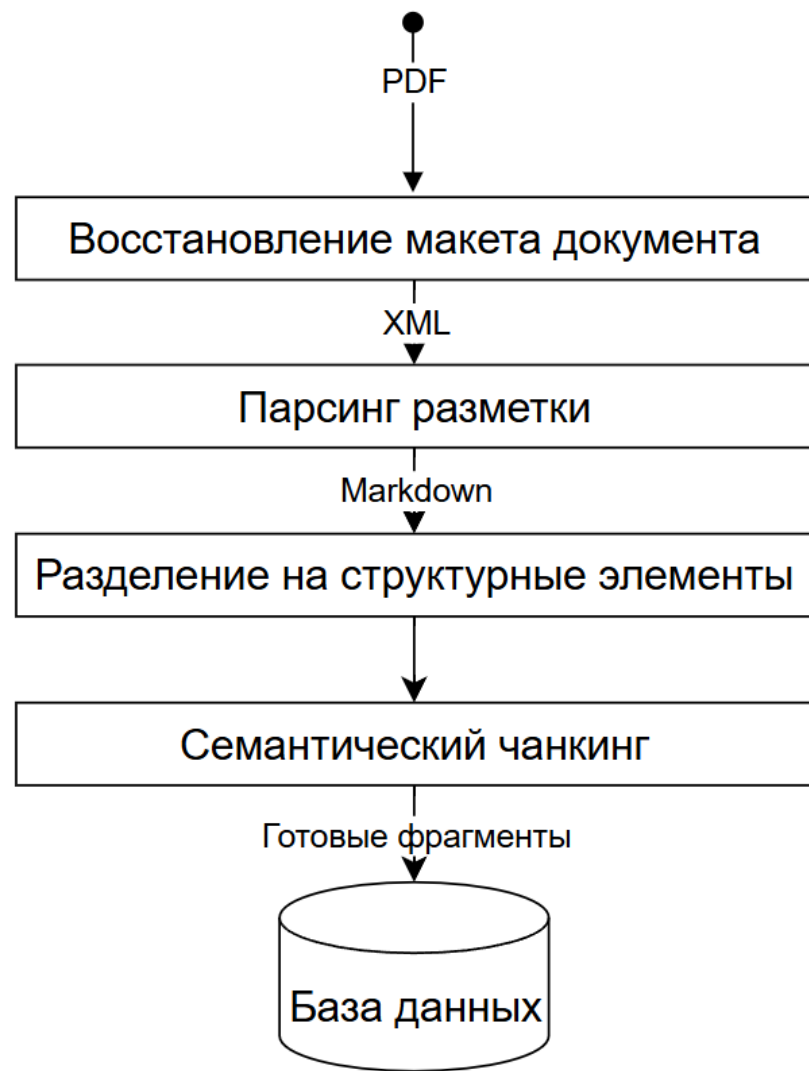 PDF
Восстановление макета документа
XML
Парсинг разметки
Markdown
Разделение на структурные элементы
Семантический чанкинг
Готовые фрагменты
База данных